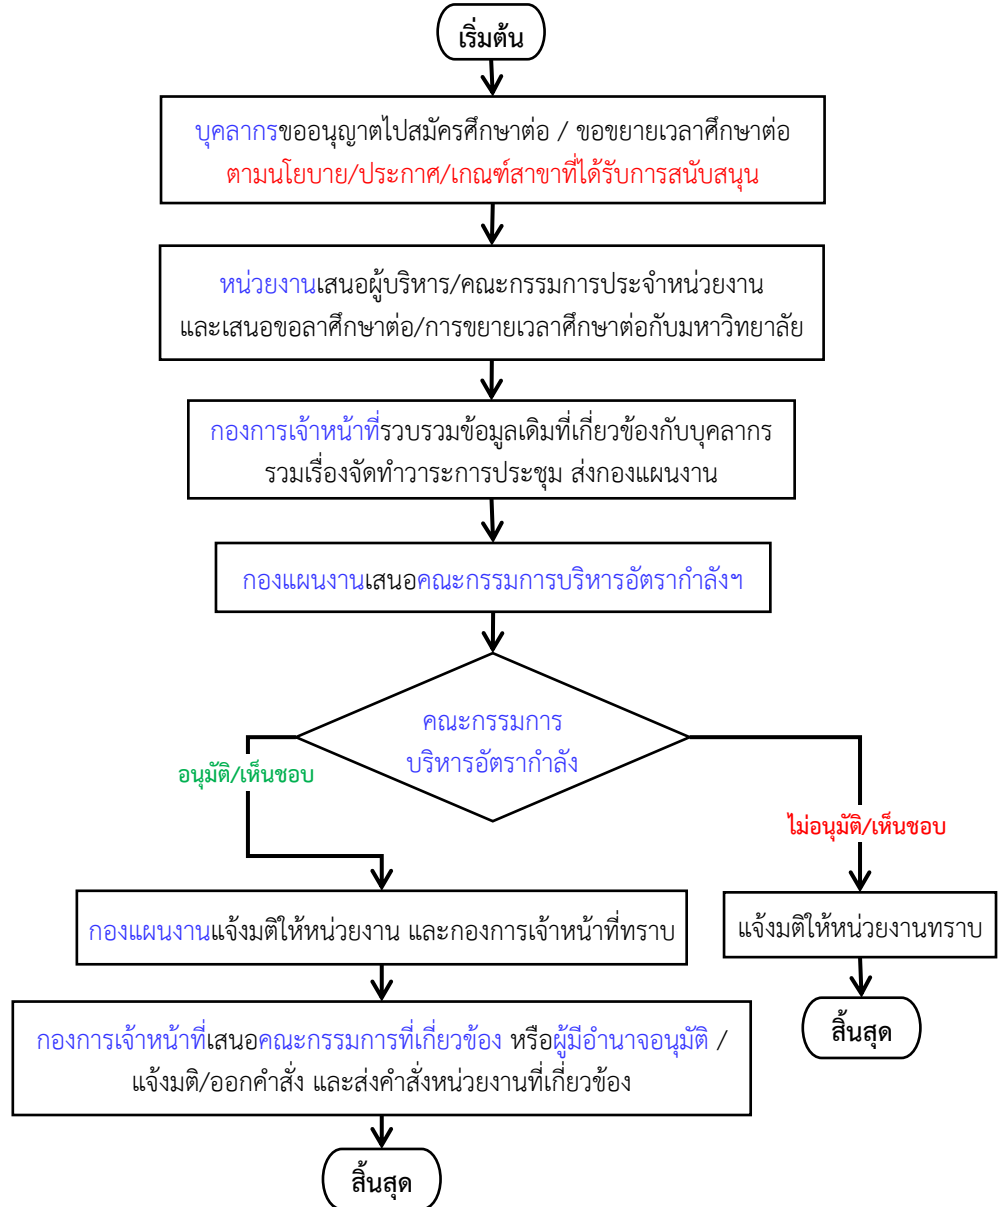 เริ่มต้น
บุคลากรขออนุญาตไปสมัครศึกษาต่อ / ขอขยายเวลาศึกษาต่อ
ตามนโยบาย/ประกาศ/เกณฑ์สาขาที่ได้รับการสนับสนุน
หน่วยงานเสนอผู้บริหาร/คณะกรรมการประจำหน่วยงาน
และเสนอขอลาศึกษาต่อ/การขยายเวลาศึกษาต่อกับมหาวิทยาลัย
กองการเจ้าหน้าที่รวบรวมข้อมูลเดิมที่เกี่ยวข้องกับบุคลากร
รวมเรื่องจัดทำวาระการประชุม ส่งกองแผนงาน
กองแผนงานเสนอคณะกรรมการบริหารอัตรากำลังฯ
คณะกรรมการ
บริหารอัตรากำลัง
อนุมัติ/เห็นชอบ
ไม่อนุมัติ/เห็นชอบ
กองแผนงานแจ้งมติให้หน่วยงาน และกองการเจ้าหน้าที่ทราบ
แจ้งมติให้หน่วยงานทราบ
กองการเจ้าหน้าที่เสนอคณะกรรมการที่เกี่ยวข้อง หรือผู้มีอำนาจอนุมัติ /
แจ้งมติ/ออกคำสั่ง และส่งคำสั่งหน่วยงานที่เกี่ยวข้อง
สิ้นสุด
สิ้นสุด